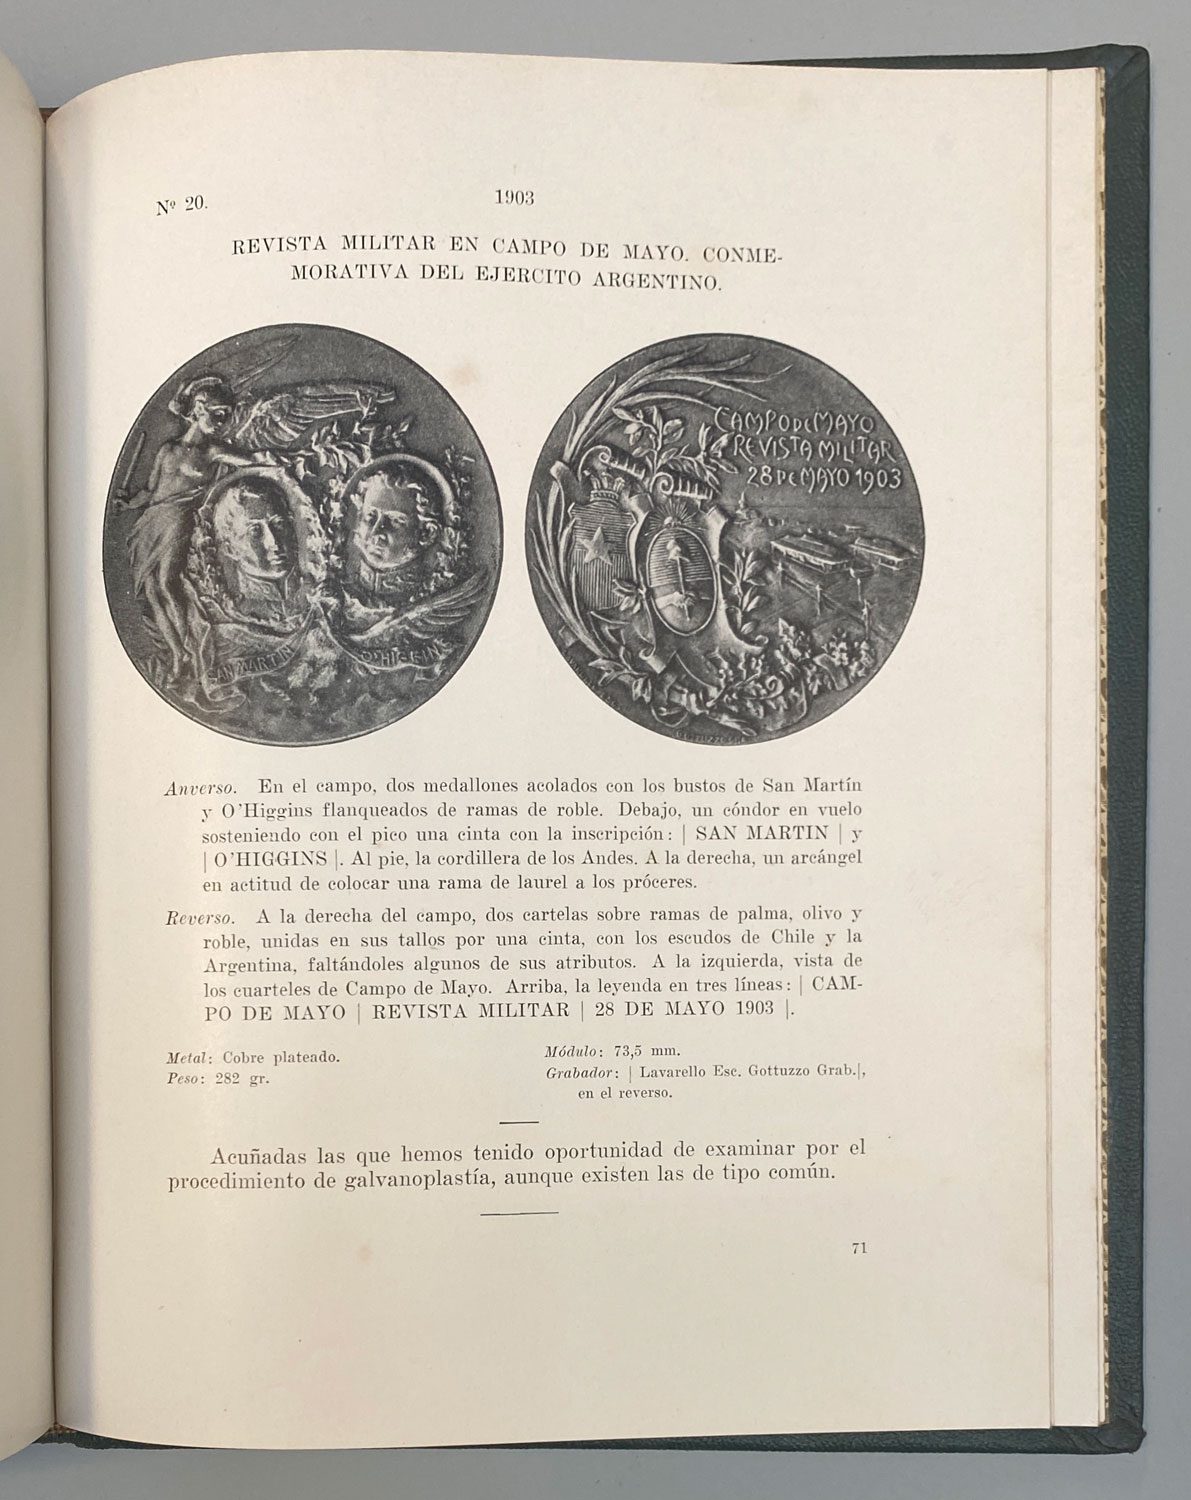 Nº 20.
1903
REVISTA MILITAR EN CAMPO DE MAYO. CONME-
MORATIVA DEL EJERCITO ARGENTINO.
SAN MARTIN
O'HIGGINS
CAMPO DE MAYO
REVISTA MILITAR
28 DE MAYO 1903
Anverso. En el campo, dos medallones acolados con los bustos de San Martín
y O'Higgins flanqueados de ramas de roble. Debajo, un cóndor en vuelo
sosteniendo con el pico una cinta con la inscripción: | SAN MARTIN | y
| O'HIGGINS |. Al pie, la cordillera de los Andes. A la derecha, un arcángel
en actitud de colocar una rama de laurel a los próceres.
Reverso. A la derecha del campo, dos cartelas sobre ramas de palma, olivo y
roble, unidas en sus tallos por una cinta, con los escudos de Chile y la
Argentina, faltándoles algunos de sus atributos. A la izquierda, vista de
los cuarteles de Campo de Mayo. Arriba, la leyenda en tres líneas: | CAM-
PO DE MAYO | REVISTA MILITAR | 28 DE MAYO 1903 |.
Metal: Cobre plateado.
Peso: 282 gr.
Módulo: 73,5 mm.
Grabador: | Lavarello Esc. Gottuzzo Grab.|,
en el reverso.
Acuñadas las que hemos tenido oportunidad de examinar por el
procedimiento de galvanoplastía, aunque existen las de tipo común.
71